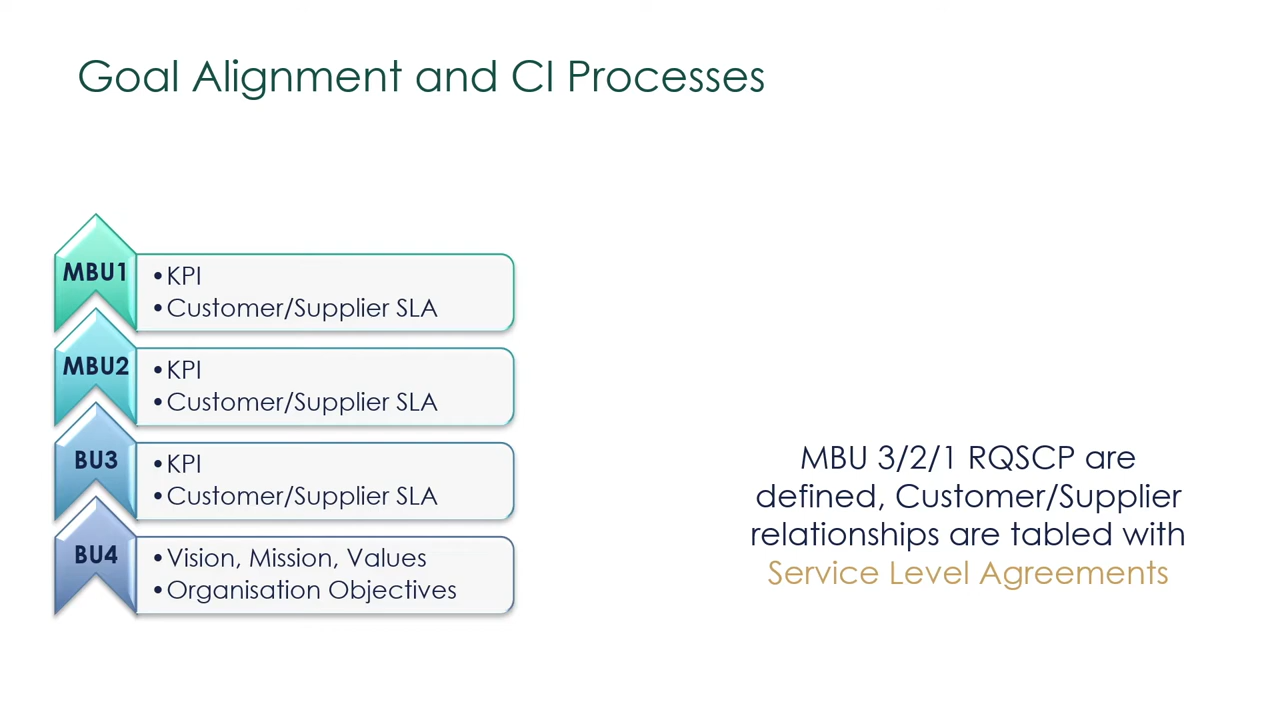 Goal Alignment and CI Processes
MBU1
•KPI
•Customer/Supplier SLA
MBU2
•KPI
•Customer/Supplier SLA
BU3
•KPI
•Customer/Supplier SLA
BU4
•Vision, Mission, Values
•Organisation Objectives
MBU 3/2/1 RQSCP are
defined, Customer/Supplier
relationships are tabled with
Service Level Agreements